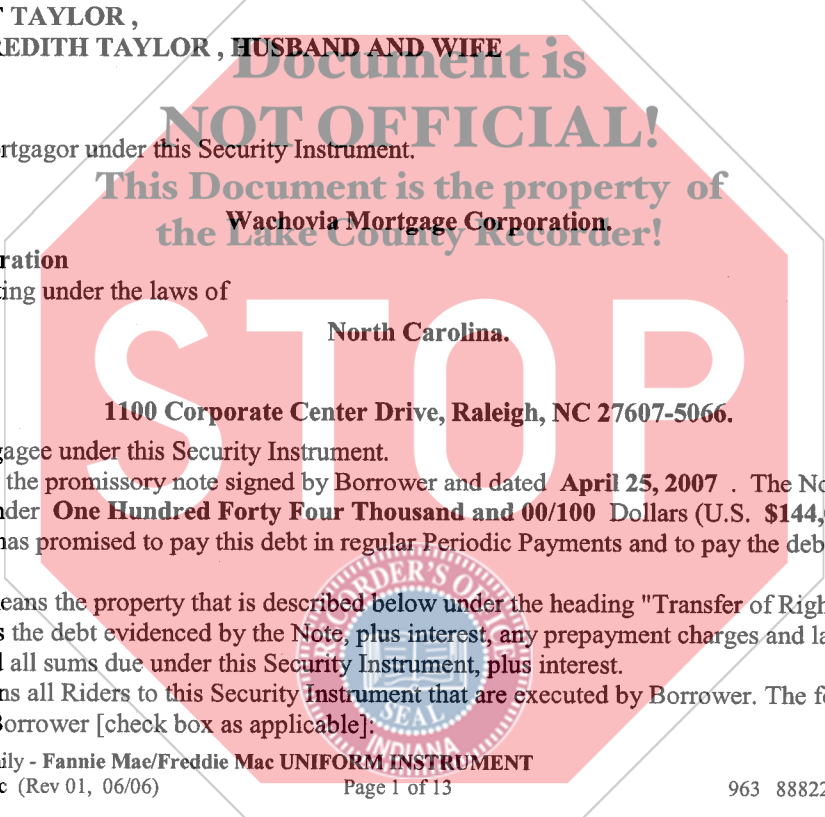 TAYLOR ,
EDITH TAYLOR , HUSBAND AND WIFE
Document is
NOT OFFICIAL!
rtgagor under this Security Instrument.
This Document is the property of
Wachovia Mortgage Corporation.
the Lake County Recorder!
ration
ting under the laws of
North Carolina.
STOP
1100 Corporate Center Drive, Raleigh, NC 27607-5066.
gagee under this Security Instrument.
the promissory note signed by Borrower and dated April 25, 2007 . The No
der One Hundred Forty Four Thousand and 00/100 Dollars (U.S. $144,
has promised to pay this debt in regular Periodic Payments and to pay the deb
RECORDER'S OFFICE
eans the property that is described below under the heading "Transfer of Righ
s the debt evidenced by the Note, plus interest, any prepayment charges and la
all sums due under this Security Instrument, plus interest.
ns all Riders to this Security Instrument that are executed by Borrower. The f
SEAL
Borrower [check box as applicable]:
INDIANA
ily - Fannie Mae/Freddie Mac UNIFORM INSTRUMENT
c (Rev 01, 06/06) Page 1 of 13 963 88822